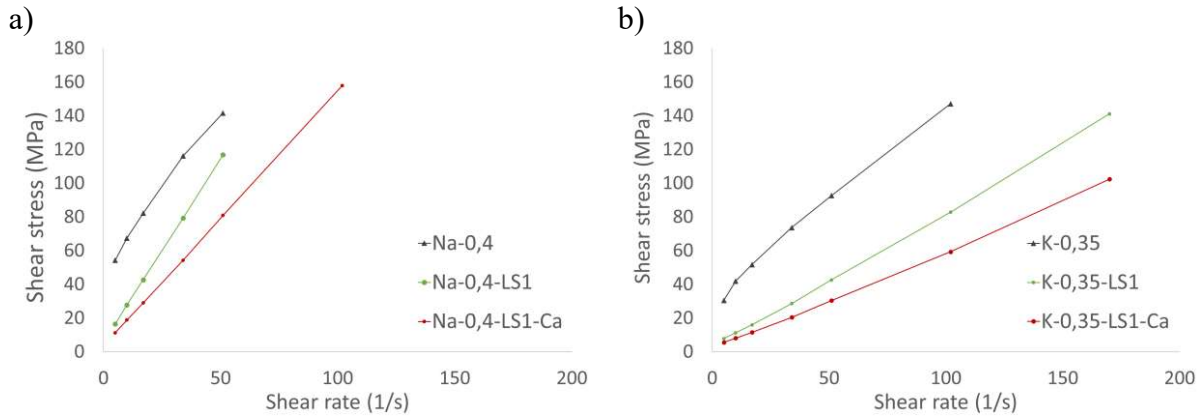 a)
180
160
140
120
100
80
60
40
20
0
0 50 100 150 200
Shear stress (MPa)
Shear rate (1/s)
Na-0,4
Na-0,4-LS1
Na-0,4-LS1-Ca
b)
180
160
140
120
100
80
60
40
20
0
0 50 100 150 200
Shear stress (MPa)
Shear rate (1/s)
K-0,35
K-0,35-LS1
K-0,35-LS1-Ca